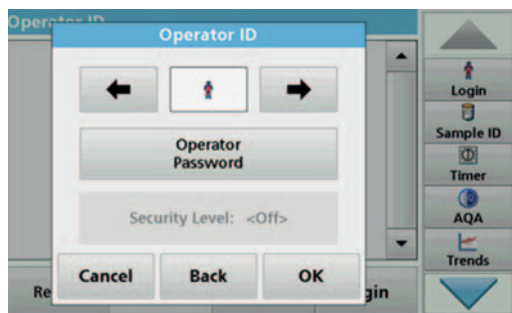 Operator ID
Operator ID
Login
Sample ID
Operator
Password
Timer
Security Level: <Off>
AQA
Trends
Cancel
Back
OK